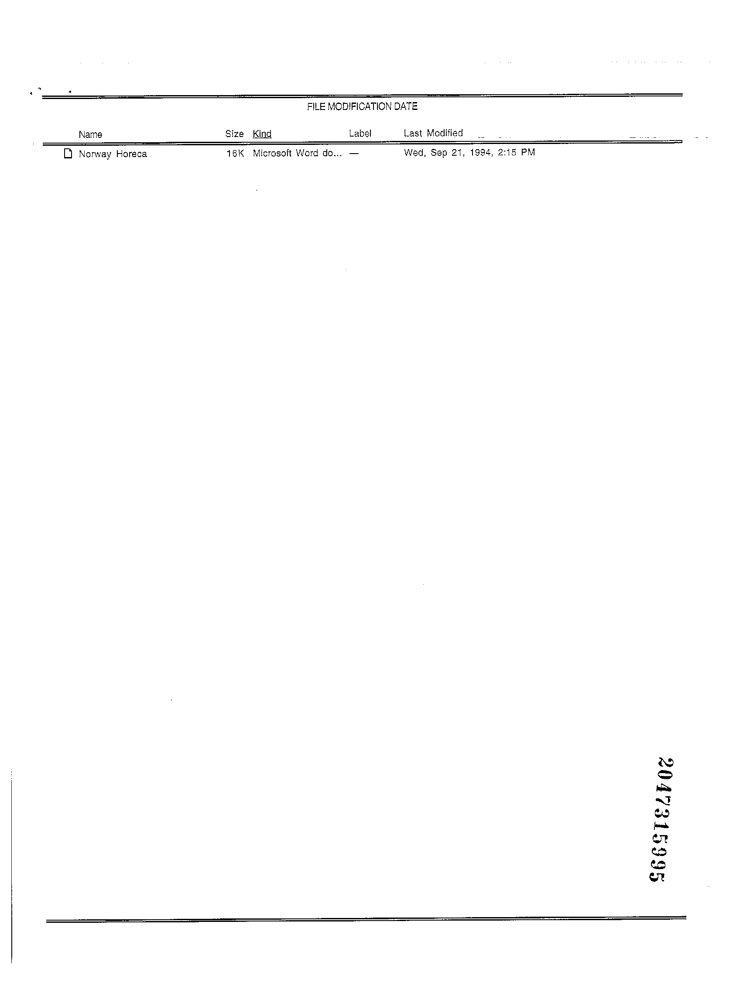 FILE MODIFICATION DATE
Name Size Kind Label Last Modified
Norway Horeca 16K Microsoft Word do... — Wed, Sep 21, 1994, 2:15 PM
2047315995